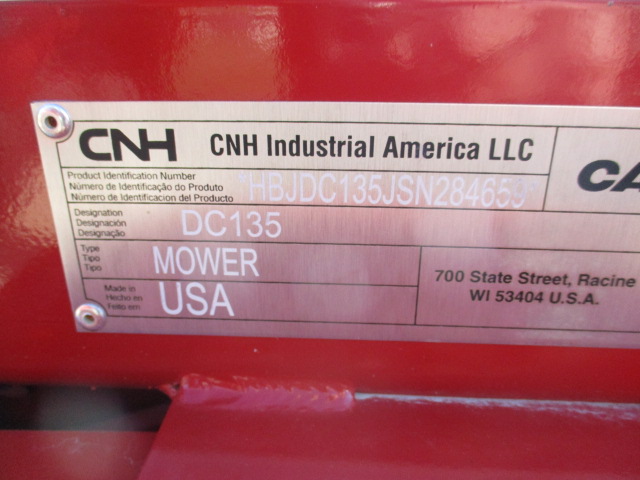 CNH CNH Industrial America LLC
Product Identification Number
Número de Identificação do Produto
Número de Identificacion del Producto
*HBJDC135JSN284659*
Designation
Designación
Designação
DC135
Type
Tipo
Tipo
MOWER
Made in
Hecho en
Feito em
USA
CA
700 State Street, Racine
WI 53404 U.S.A.